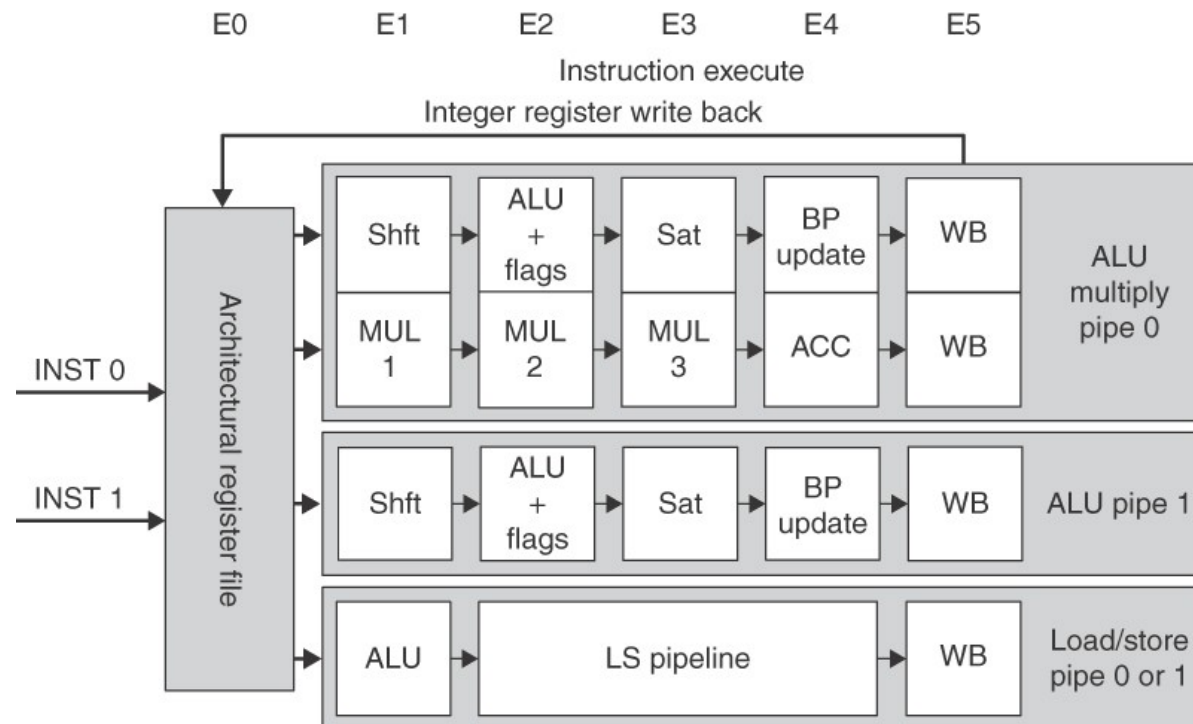 E0 E1 E2 E3 E4 E5
Instruction execute
Integer register write back
INST 0
INST 1
Architectural register file
Shft
ALU
+
flags
Sat
BP
update
WB
MUL
1
MUL
2
MUL
3
ACC
WB
ALU
multiply
pipe 0
Shft
ALU
+
flags
Sat
BP
update
WB
ALU pipe 1
ALU
LS pipeline
WB
Load/store
pipe 0 or 1